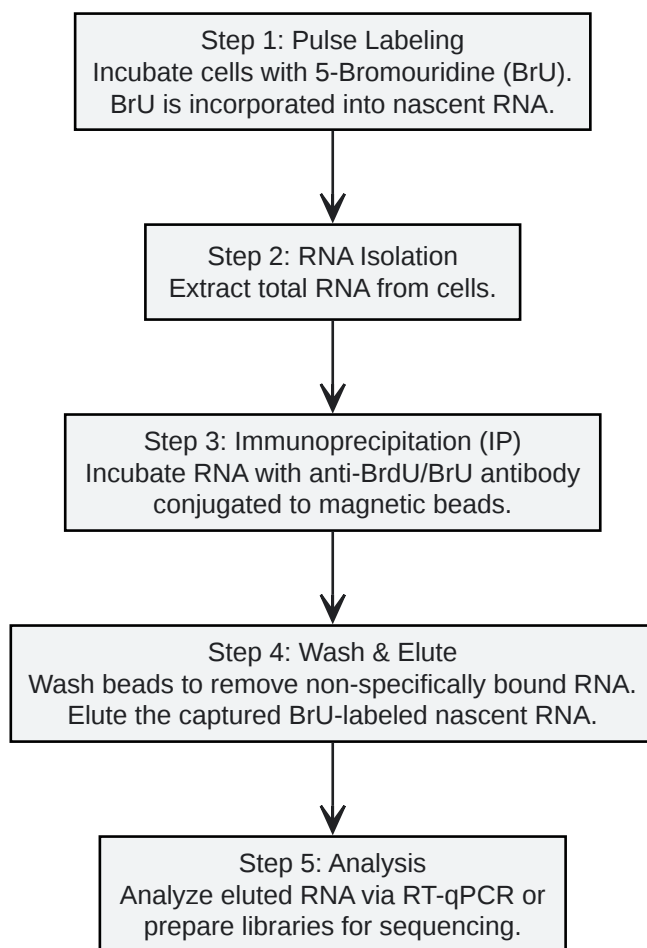 Step 1: Pulse Labeling
Incubate cells with 5-Bromouridine (BrU).
BrU is incorporated into nascent RNA.
Step 2: RNA Isolation
Extract total RNA from cells.
Step 3: Immunoprecipitation (IP)
Incubate RNA with anti-BrdU/BrU antibody
conjugated to magnetic beads.
Step 4: Wash & Elute
Wash beads to remove non-specifically bound RNA.
Elute the captured BrU-labeled nascent RNA.
Step 5: Analysis
Analyze eluted RNA via RT-qPCR or
prepare libraries for sequencing.